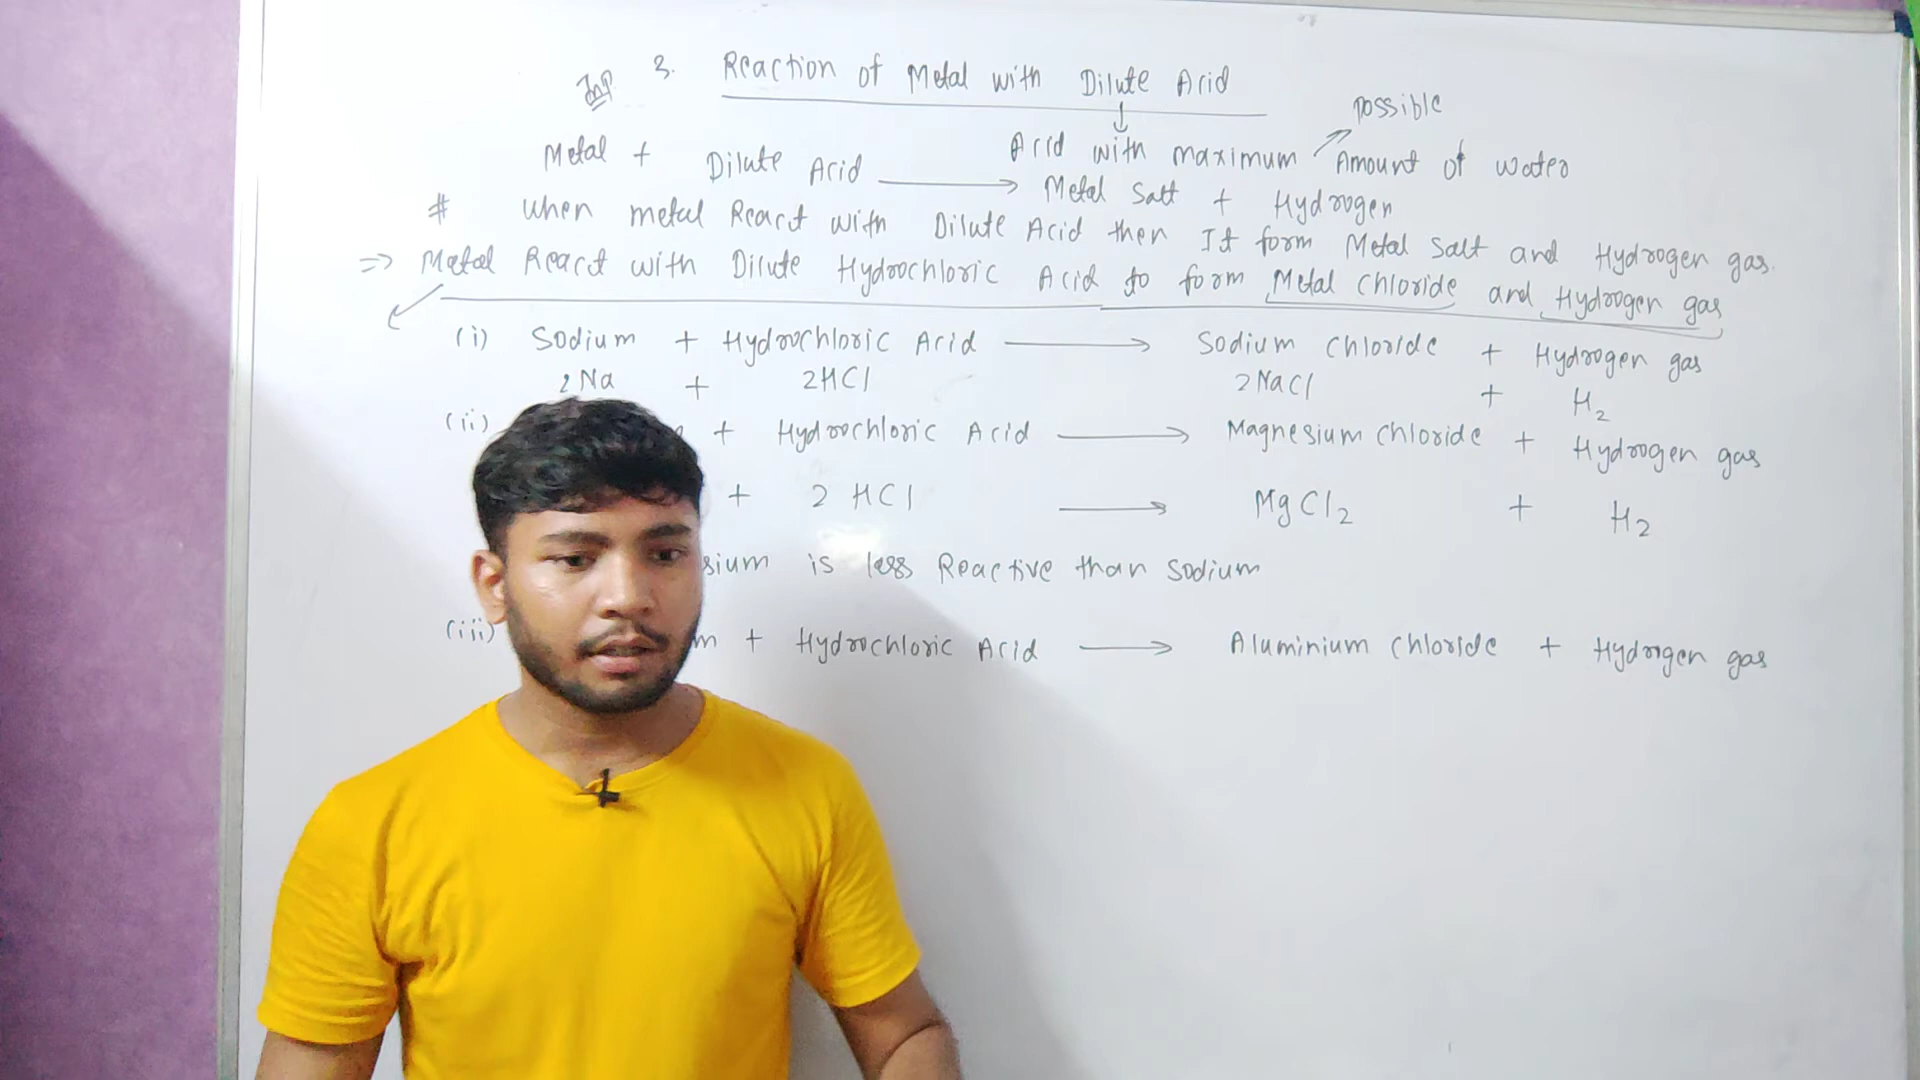 Imp 3. Reaction of Metal with Dilute Acid
possible
Acid with maximum Amount of water
Metal + Dilute Acid ⟶ Metal Salt + Hydrogen
# when metal React with Dilute Acid then It form Metal Salt and Hydrogen gas.
⇒ Metal React with Dilute Hydrochloric Acid to form Metal Chloride and Hydrogen gas
(i) Sodium + Hydrochloric Acid ⟶ Sodium Chloride + Hydrogen gas
2Na + 2HCl 2NaCl + H₂
(ii) + Hydrochloric Acid ⟶ Magnesium Chloride + Hydrogen gas
+ 2 HCl ⟶ MgCl₂ + H₂
sium is less Reactive than Sodium
(iii) m + Hydrochloric Acid ⟶ Aluminium Chloride + Hydrogen gas